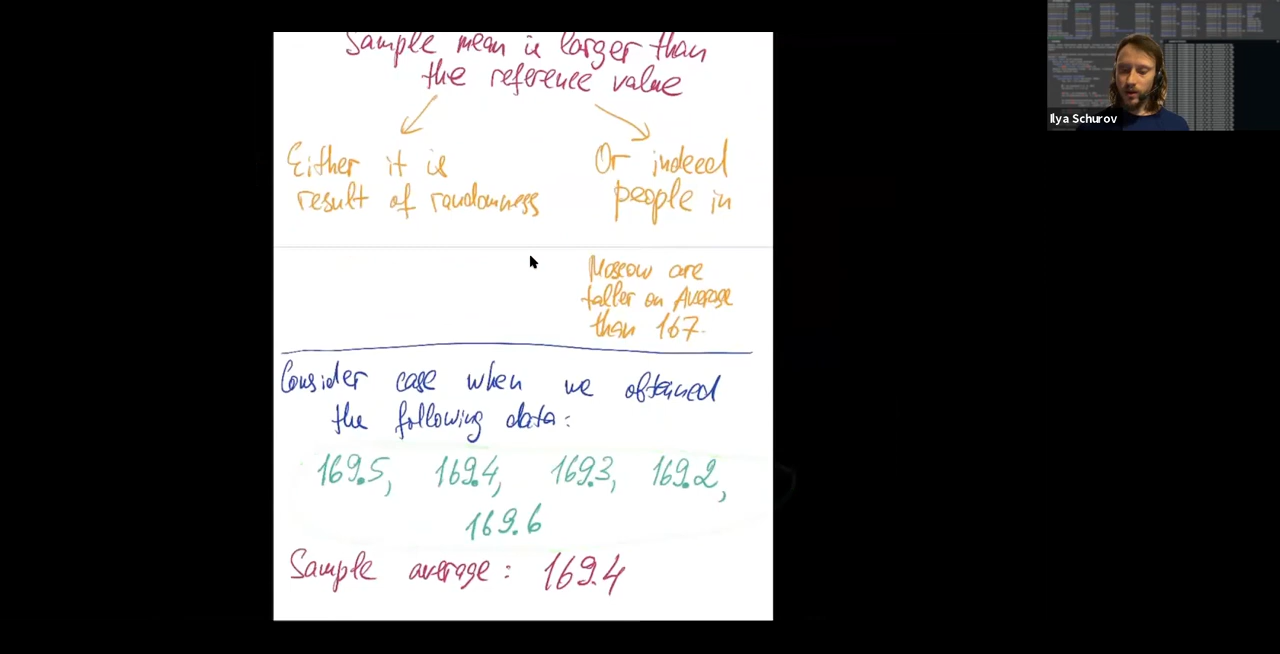 Sample mean is larger than
the reference value
Either it is
result of randomness
Or indeed
people in
Moscow are
taller on Average
than 167.
Consider case when we obtained
the following data:
169.5, 169.4, 169.3, 169.2,
169.6
Sample average: 169.4
Ilya Schurov